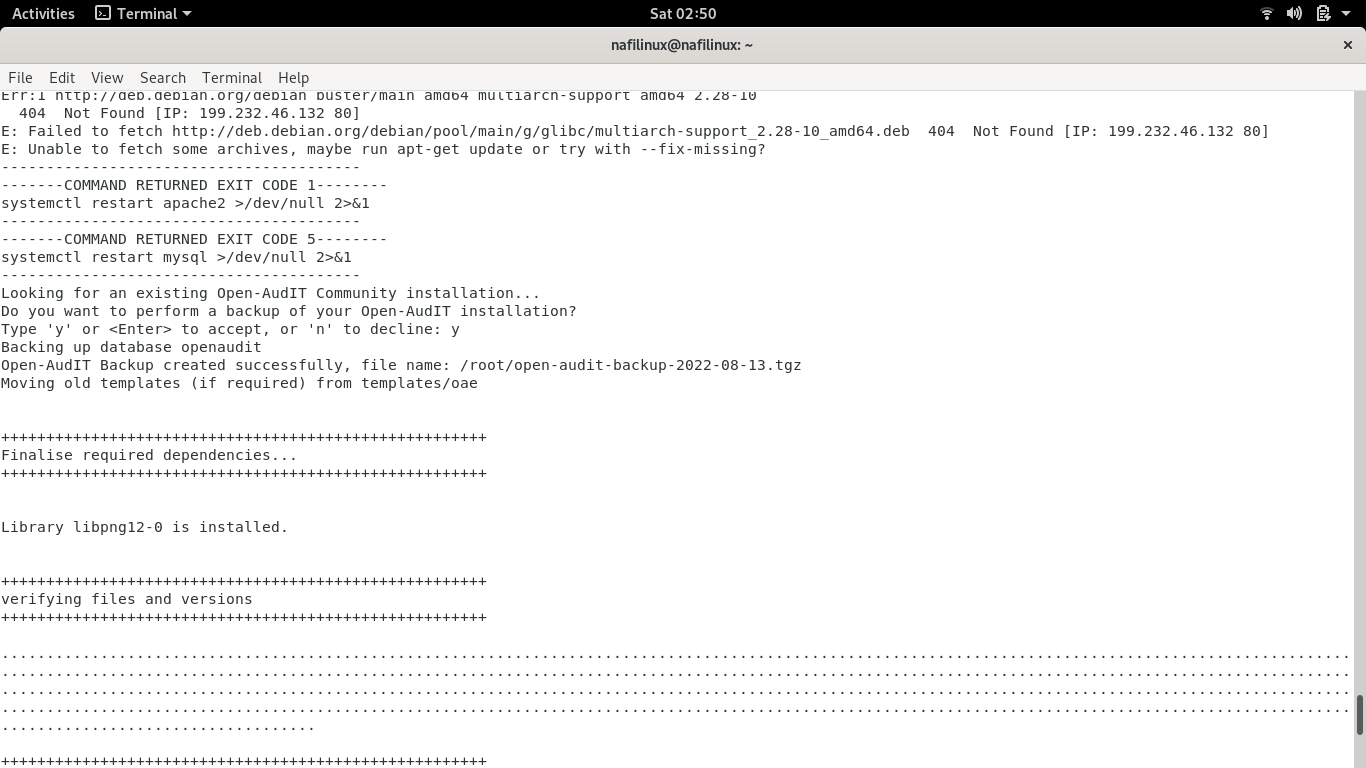 Activities Terminal Sat 02:50
nafilinux@nafilinux: ~
File Edit View Search Terminal Help
Err:1 http://deb.debian.org/debian buster/main amd64 multiarch-support amd64 2.28-10
  404  Not Found [IP: 199.232.46.132 80]
E: Failed to fetch http://deb.debian.org/debian/pool/main/g/glibc/multiarch-support_2.28-10_amd64.deb  404  Not Found [IP: 199.232.46.132 80]
E: Unable to fetch some archives, maybe run apt-get update or try with --fix-missing?
----------------------------------------
-------COMMAND RETURNED EXIT CODE 1--------
systemctl restart apache2 >/dev/null 2>&1
----------------------------------------
-------COMMAND RETURNED EXIT CODE 5--------
systemctl restart mysql >/dev/null 2>&1
----------------------------------------
Looking for an existing Open-AudIT Community installation...
Do you want to perform a backup of your Open-AudIT installation?
Type 'y' or <Enter> to accept, or 'n' to decline: y
Backing up database openaudit
Open-AudIT Backup created successfully, file name: /root/open-audit-backup-2022-08-13.tgz
Moving old templates (if required) from templates/oae
++++++++++++++++++++++++++++++++++++++++++++++++++++++
Finalise required dependencies...
++++++++++++++++++++++++++++++++++++++++++++++++++++++
Library libpng12-0 is installed.
++++++++++++++++++++++++++++++++++++++++++++++++++++++
verifying files and versions
++++++++++++++++++++++++++++++++++++++++++++++++++++++
......................................................................................................................................................
......................................................................................................................................................
......................................................................................................................................................
......................................................................................................................................................
...................................
++++++++++++++++++++++++++++++++++++++++++++++++++++++